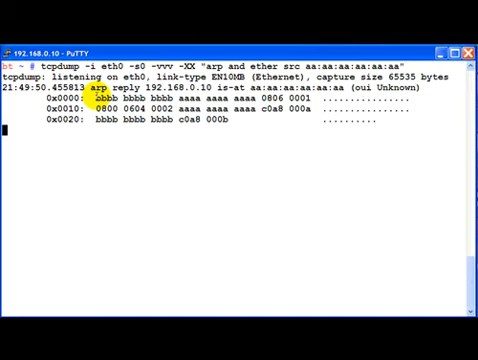 192.168.0.10 - PuTTY
bt ~ # tcpdump -i eth0 -s0 -vvv -XX "arp and ether src aa:aa:aa:aa:aa:aa"
tcpdump: listening on eth0, link-type EN10MB (Ethernet), capture size 65535 bytes
21:49:50.455813 arp reply 192.168.0.10 is-at aa:aa:aa:aa:aa:aa (oui Unknown)
0x0000: bbbb bbbb bbbb aaaa aaaa aaaa 0806 0001 ................
0x0010: 0800 0604 0002 aaaa aaaa aaaa c0a8 000a ................
0x0020: bbbb bbbb bbbb c0a8 000b ..........